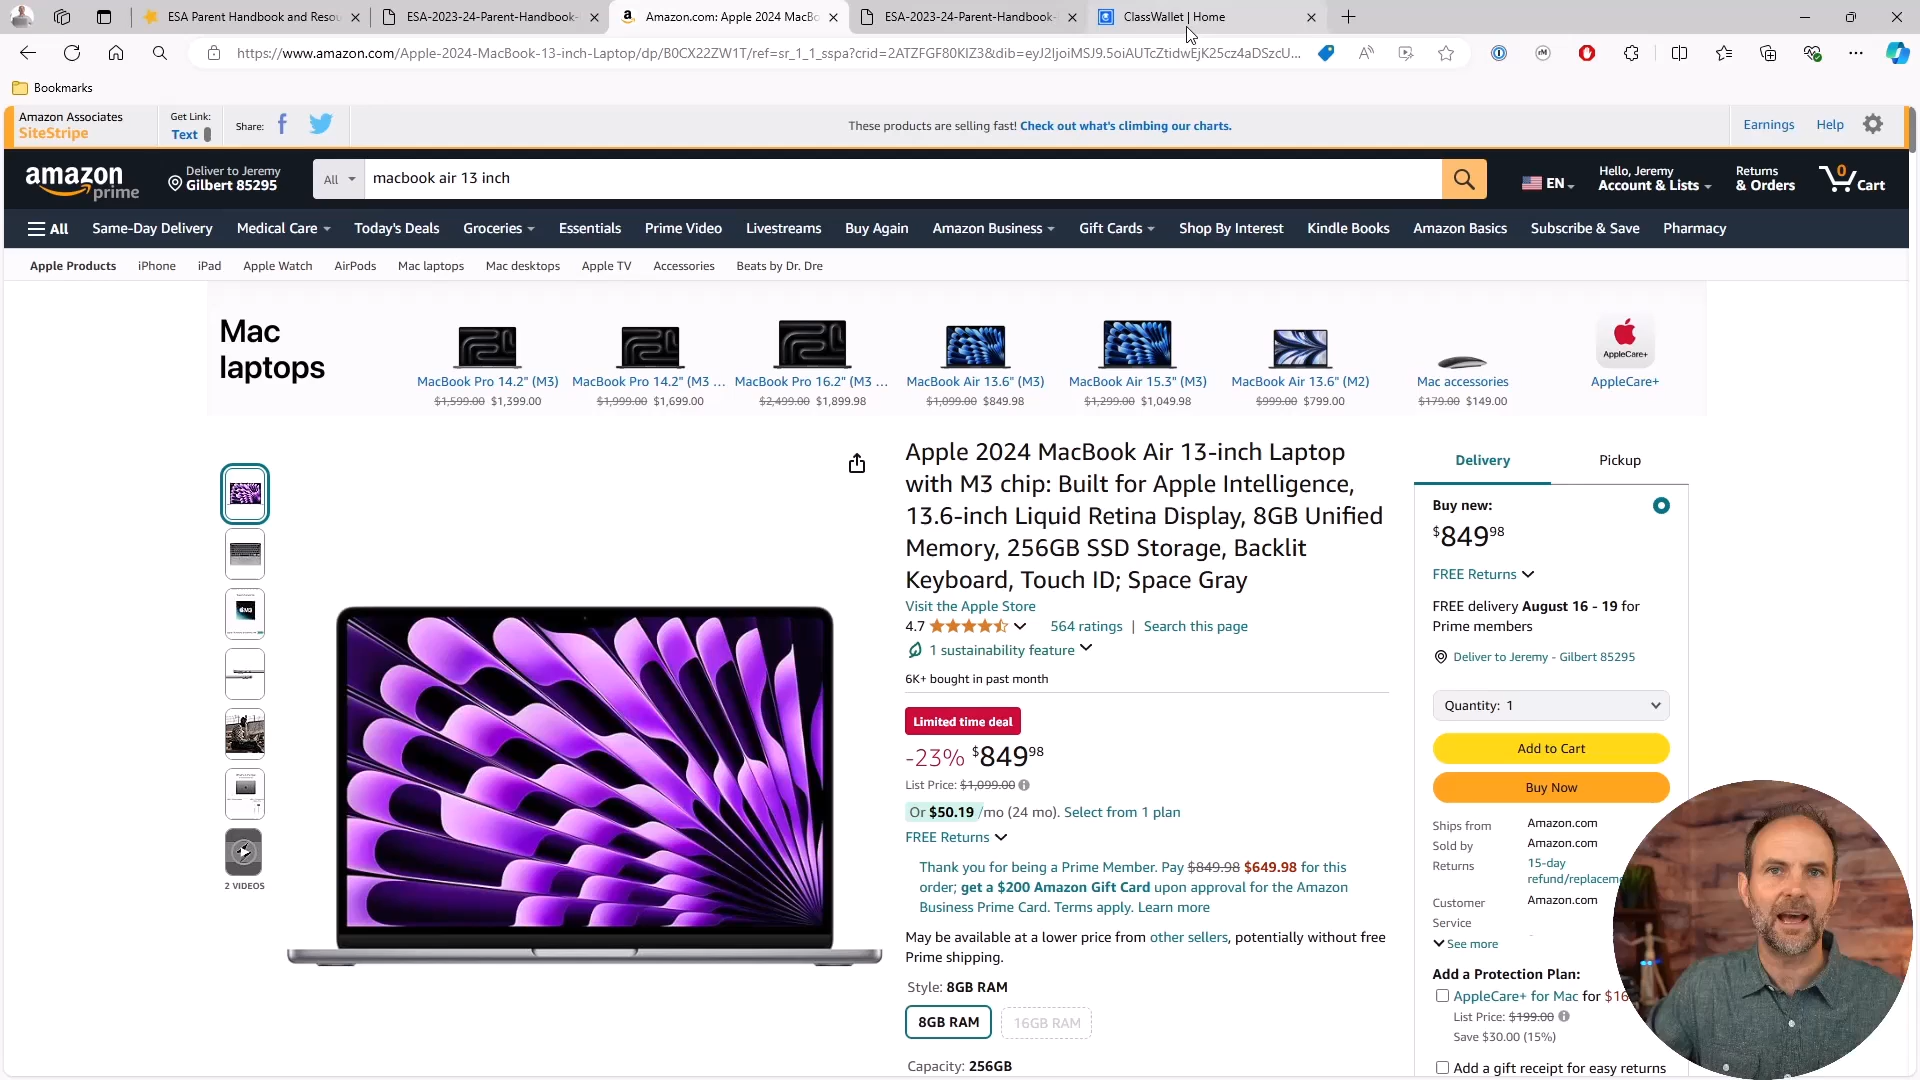 ESA Parent Handbook and Resou
ESA-2023-24-Parent-Handbook-
Amazon.com: Apple 2024 MacBo
ESA-2023-24-Parent-Handbook-
ClassWallet | Home
https://www.amazon.com/Apple-2024-MacBook-13-inch-Laptop/dp/B0CX22ZW1T/ref=sr_1_1_sspa?crid=2ATZFGF80KIZ3&dib=eyJ2IjoiMSJ9.5oiAUTcZtidwEjK25cz4aDSzcU...
Bookmarks
Amazon Associates
SiteStripe
Get Link:
Text
Share:
These products are selling fast! Check out what's climbing our charts.
Earnings
Help
amazon
prime
Deliver to Jeremy
Gilbert 85295
All
macbook air 13 inch
EN
Hello, Jeremy
Account & Lists
Returns
& Orders
0
Cart
All
Same-Day Delivery
Medical Care
Today's Deals
Groceries
Essentials
Prime Video
Livestreams
Buy Again
Amazon Business
Gift Cards
Shop By Interest
Kindle Books
Amazon Basics
Subscribe & Save
Pharmacy
Apple Products
iPhone
iPad
Apple Watch
AirPods
Mac laptops
Mac desktops
Apple TV
Accessories
Beats by Dr. Dre
Mac
laptops
MacBook Pro 14.2" (M3)
$1,599.00 $1,399.00
MacBook Pro 14.2" (M3 ...
$1,999.00 $1,699.00
MacBook Pro 16.2" (M3 ...
$2,499.00 $1,899.98
MacBook Air 13.6" (M3)
$1,099.00 $849.98
MacBook Air 15.3" (M3)
$1,299.00 $1,049.98
MacBook Air 13.6" (M2)
$999.00 $799.00
Mac accessories
$179.00 $149.00
AppleCare+
AppleCare+
2 VIDEOS
Apple 2024 MacBook Air 13-inch Laptop
with M3 chip: Built for Apple Intelligence,
13.6-inch Liquid Retina Display, 8GB Unified
Memory, 256GB SSD Storage, Backlit
Keyboard, Touch ID; Space Gray
Visit the Apple Store
4.7
564 ratings | Search this page
1 sustainability feature
6K+ bought in past month
Limited time deal
-23% $849.98
List Price: $1,099.00
Or $50.19 /mo (24 mo). Select from 1 plan
FREE Returns
Thank you for being a Prime Member. Pay $849.98 $649.98 for this
order; get a $200 Amazon Gift Card upon approval for the Amazon
Business Prime Card. Terms apply. Learn more
May be available at a lower price from other sellers, potentially without free
Prime shipping.
Style: 8GB RAM
8GB RAM
16GB RAM
Capacity: 256GB
Delivery
Pickup
Buy new:
$849.98
FREE Returns
FREE delivery August 16 - 19 for
Prime members
Deliver to Jeremy - Gilbert 85295
Quantity: 1
Add to Cart
Buy Now
Ships from Amazon.com
Sold by Amazon.com
Returns 15-day
refund/replaceme
Customer Amazon.com
Service
See more
Add a Protection Plan:
AppleCare+ for Mac for $16
List Price: $199.00
Save $30.00 (15%)
Add a gift receipt for easy returns